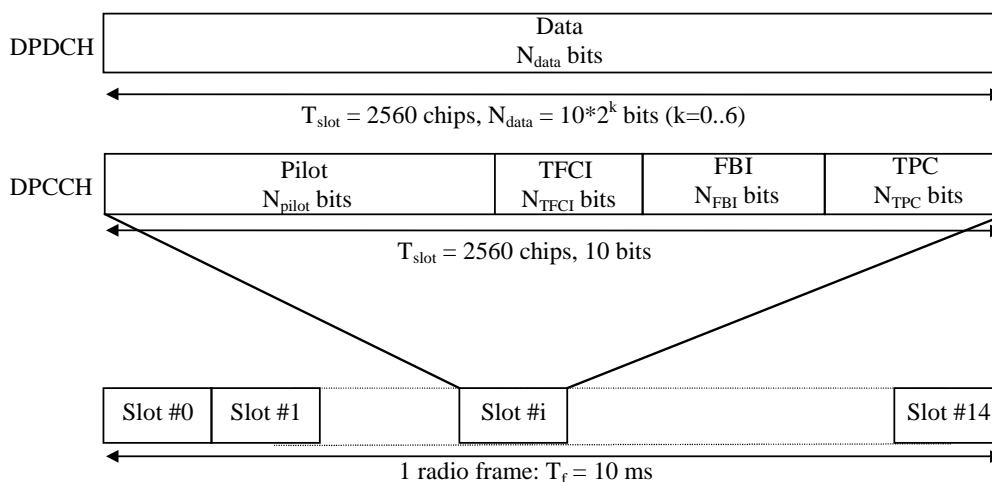 Data
DPDCH
N_data bits
T_slot = 2560 chips, N_data = 10*2^k bits (k=0..6)
Pilot TFCI FBI TPC
DPCCH
N_pilot bits N_TFCI bits N_FBI bits N_TPC bits
T_slot = 2560 chips, 10 bits
Slot #0 Slot #1 Slot #i Slot #14
1 radio frame: T_f = 10 ms